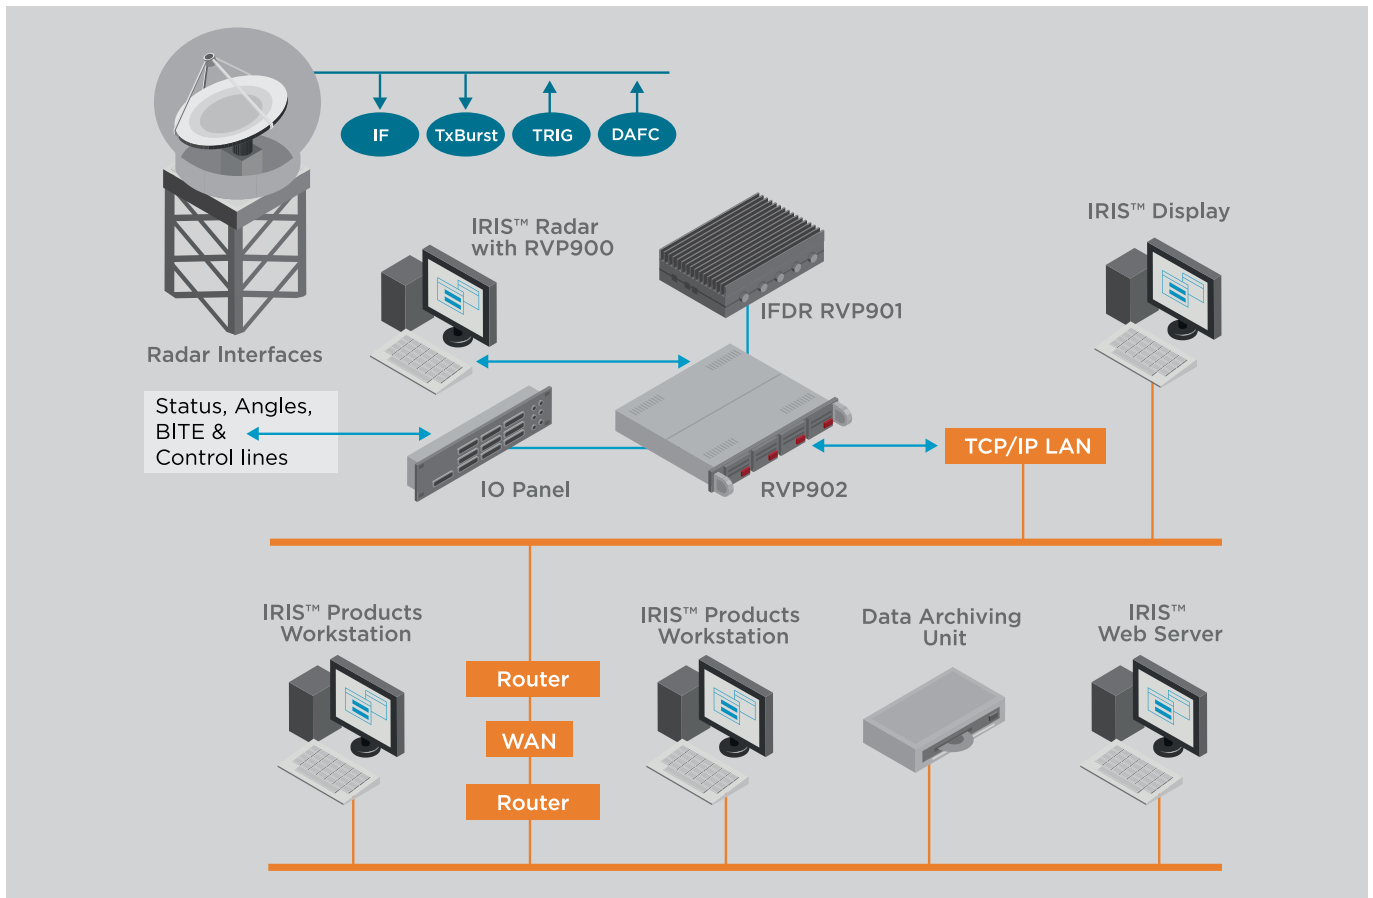 IF
TxBurst
TRIG
DAFC
IRIS™ Radar
with RVP900
IRIS™ Display
IFDR RVP901
Radar Interfaces
Status, Angles,
BITE &
Control lines
TCP/IP LAN
IO Panel
RVP902
IRIS™ Products
Workstation
IRIS™ Products
Workstation
Data Archiving
Unit
IRIS™
Web Server
Router
WAN
Router